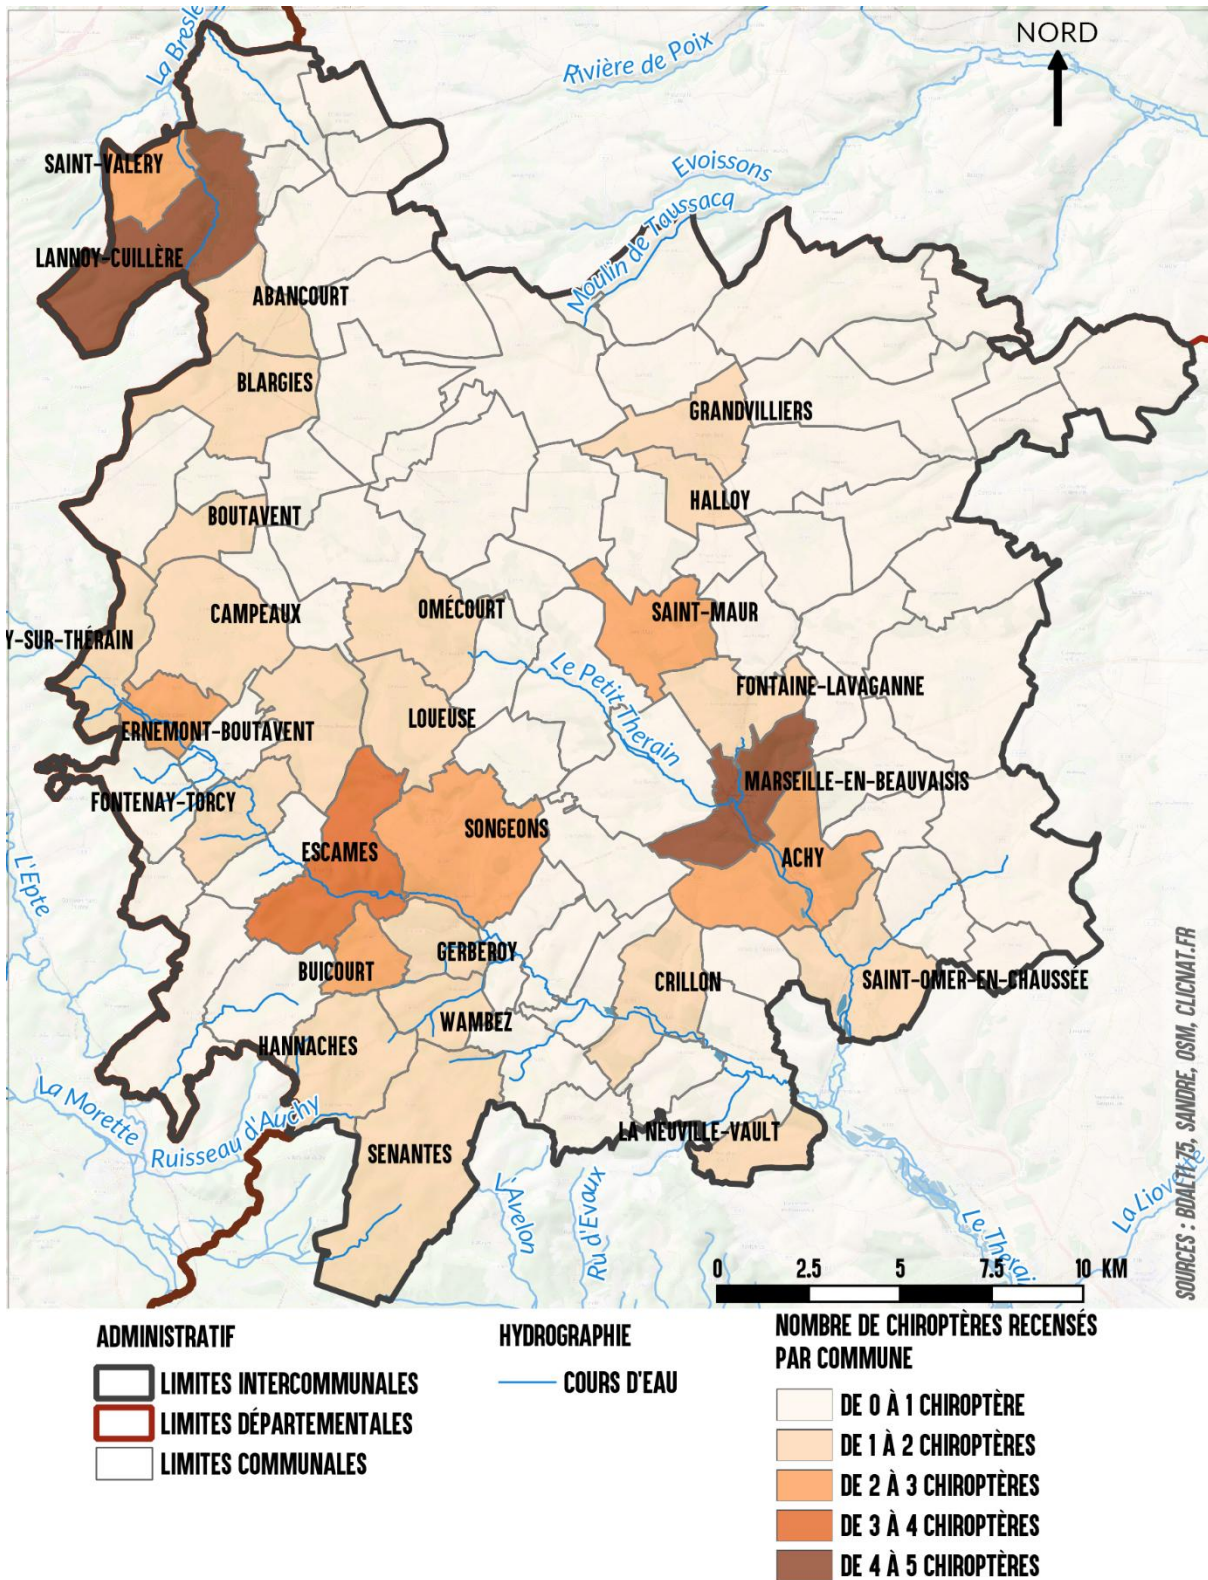 NORD
La Bresle
Rivière de Poix
SAINT-VALERY
Evoissons
Moulin de Taussacq
LANNOY-CUILLÈRE
ABANCOURT
BLARGIES
GRANDVILLIERS
HALLOY
BOUTAVENT
CAMPEAUX
OMÉCOURT
SAINT-MAUR
Y-SUR-THÉRAIN
Le Petit Therain
FONTAINE-LAVAGANNE
LOUEUSE
ERNEMONT-BOUTAVENT
MARSEILLE-EN-BEAUVAISIS
FONTENAY-TORCY
SONGEONS
ESCAMES
ACHY
L'Epte
GERBEROY
BUICOURT
CRILLON
SAINT-OMER-EN-CHAUSSÉE
WAMBEZ
HANNACHES
La Morette
Ruisseau d'Auchy
LA NEUVILLE-VAULT
SENANTES
L'Avelon
Ru d'Evaux
Le Therai
La Liovette
SOURCES : BDALTI 75, SANDRE, OSM, CLICNAT.FR
0 2.5 5 7.5 10 KM
ADMINISTRATIF
LIMITES INTERCOMMUNALES
LIMITES DÉPARTEMENTALES
LIMITES COMMUNALES
HYDROGRAPHIE
COURS D'EAU
NOMBRE DE CHIROPTÈRES RECENSÉS
PAR COMMUNE
DE 0 À 1 CHIROPTÈRE
DE 1 À 2 CHIROPTÈRES
DE 2 À 3 CHIROPTÈRES
DE 3 À 4 CHIROPTÈRES
DE 4 À 5 CHIROPTÈRES